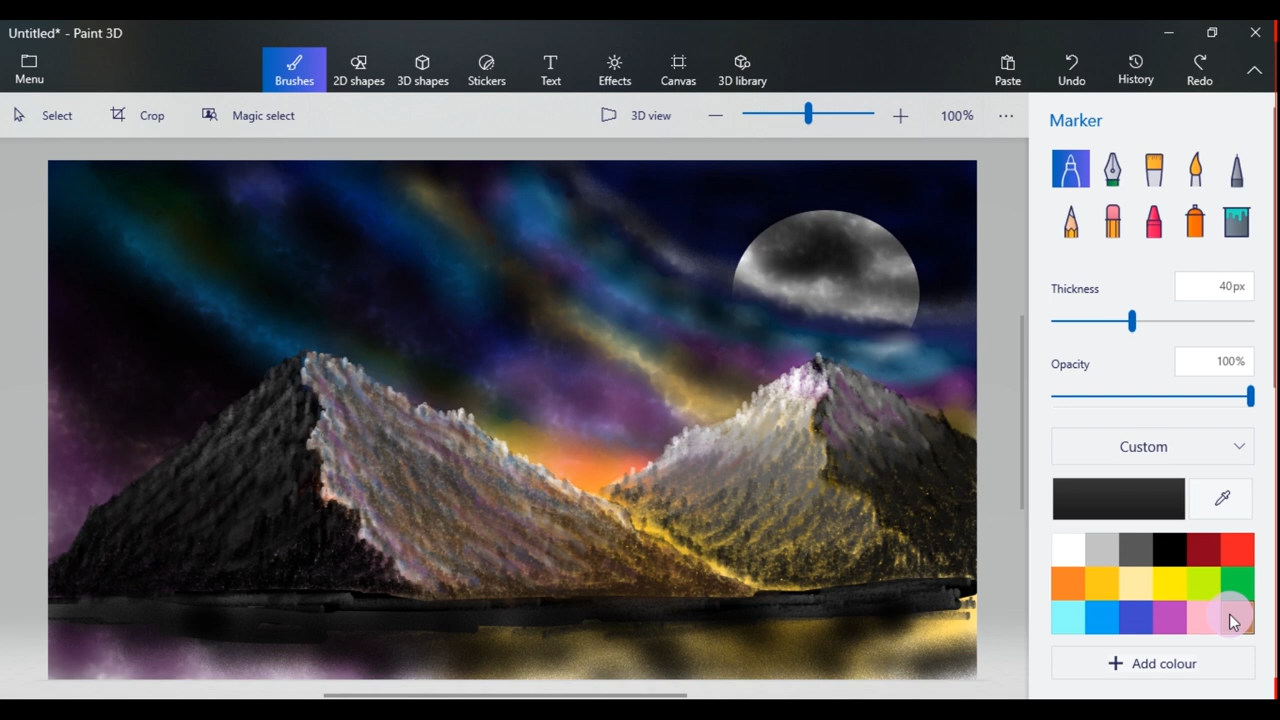 Untitled* - Paint 3D
Menu
Brushes
2D shapes
3D shapes
Stickers
Text
Effects
Canvas
3D library
Paste
Undo
History
Redo
Select
Crop
Magic select
3D view
100%
Marker
Thickness
40px
Opacity
100%
Custom
Add colour